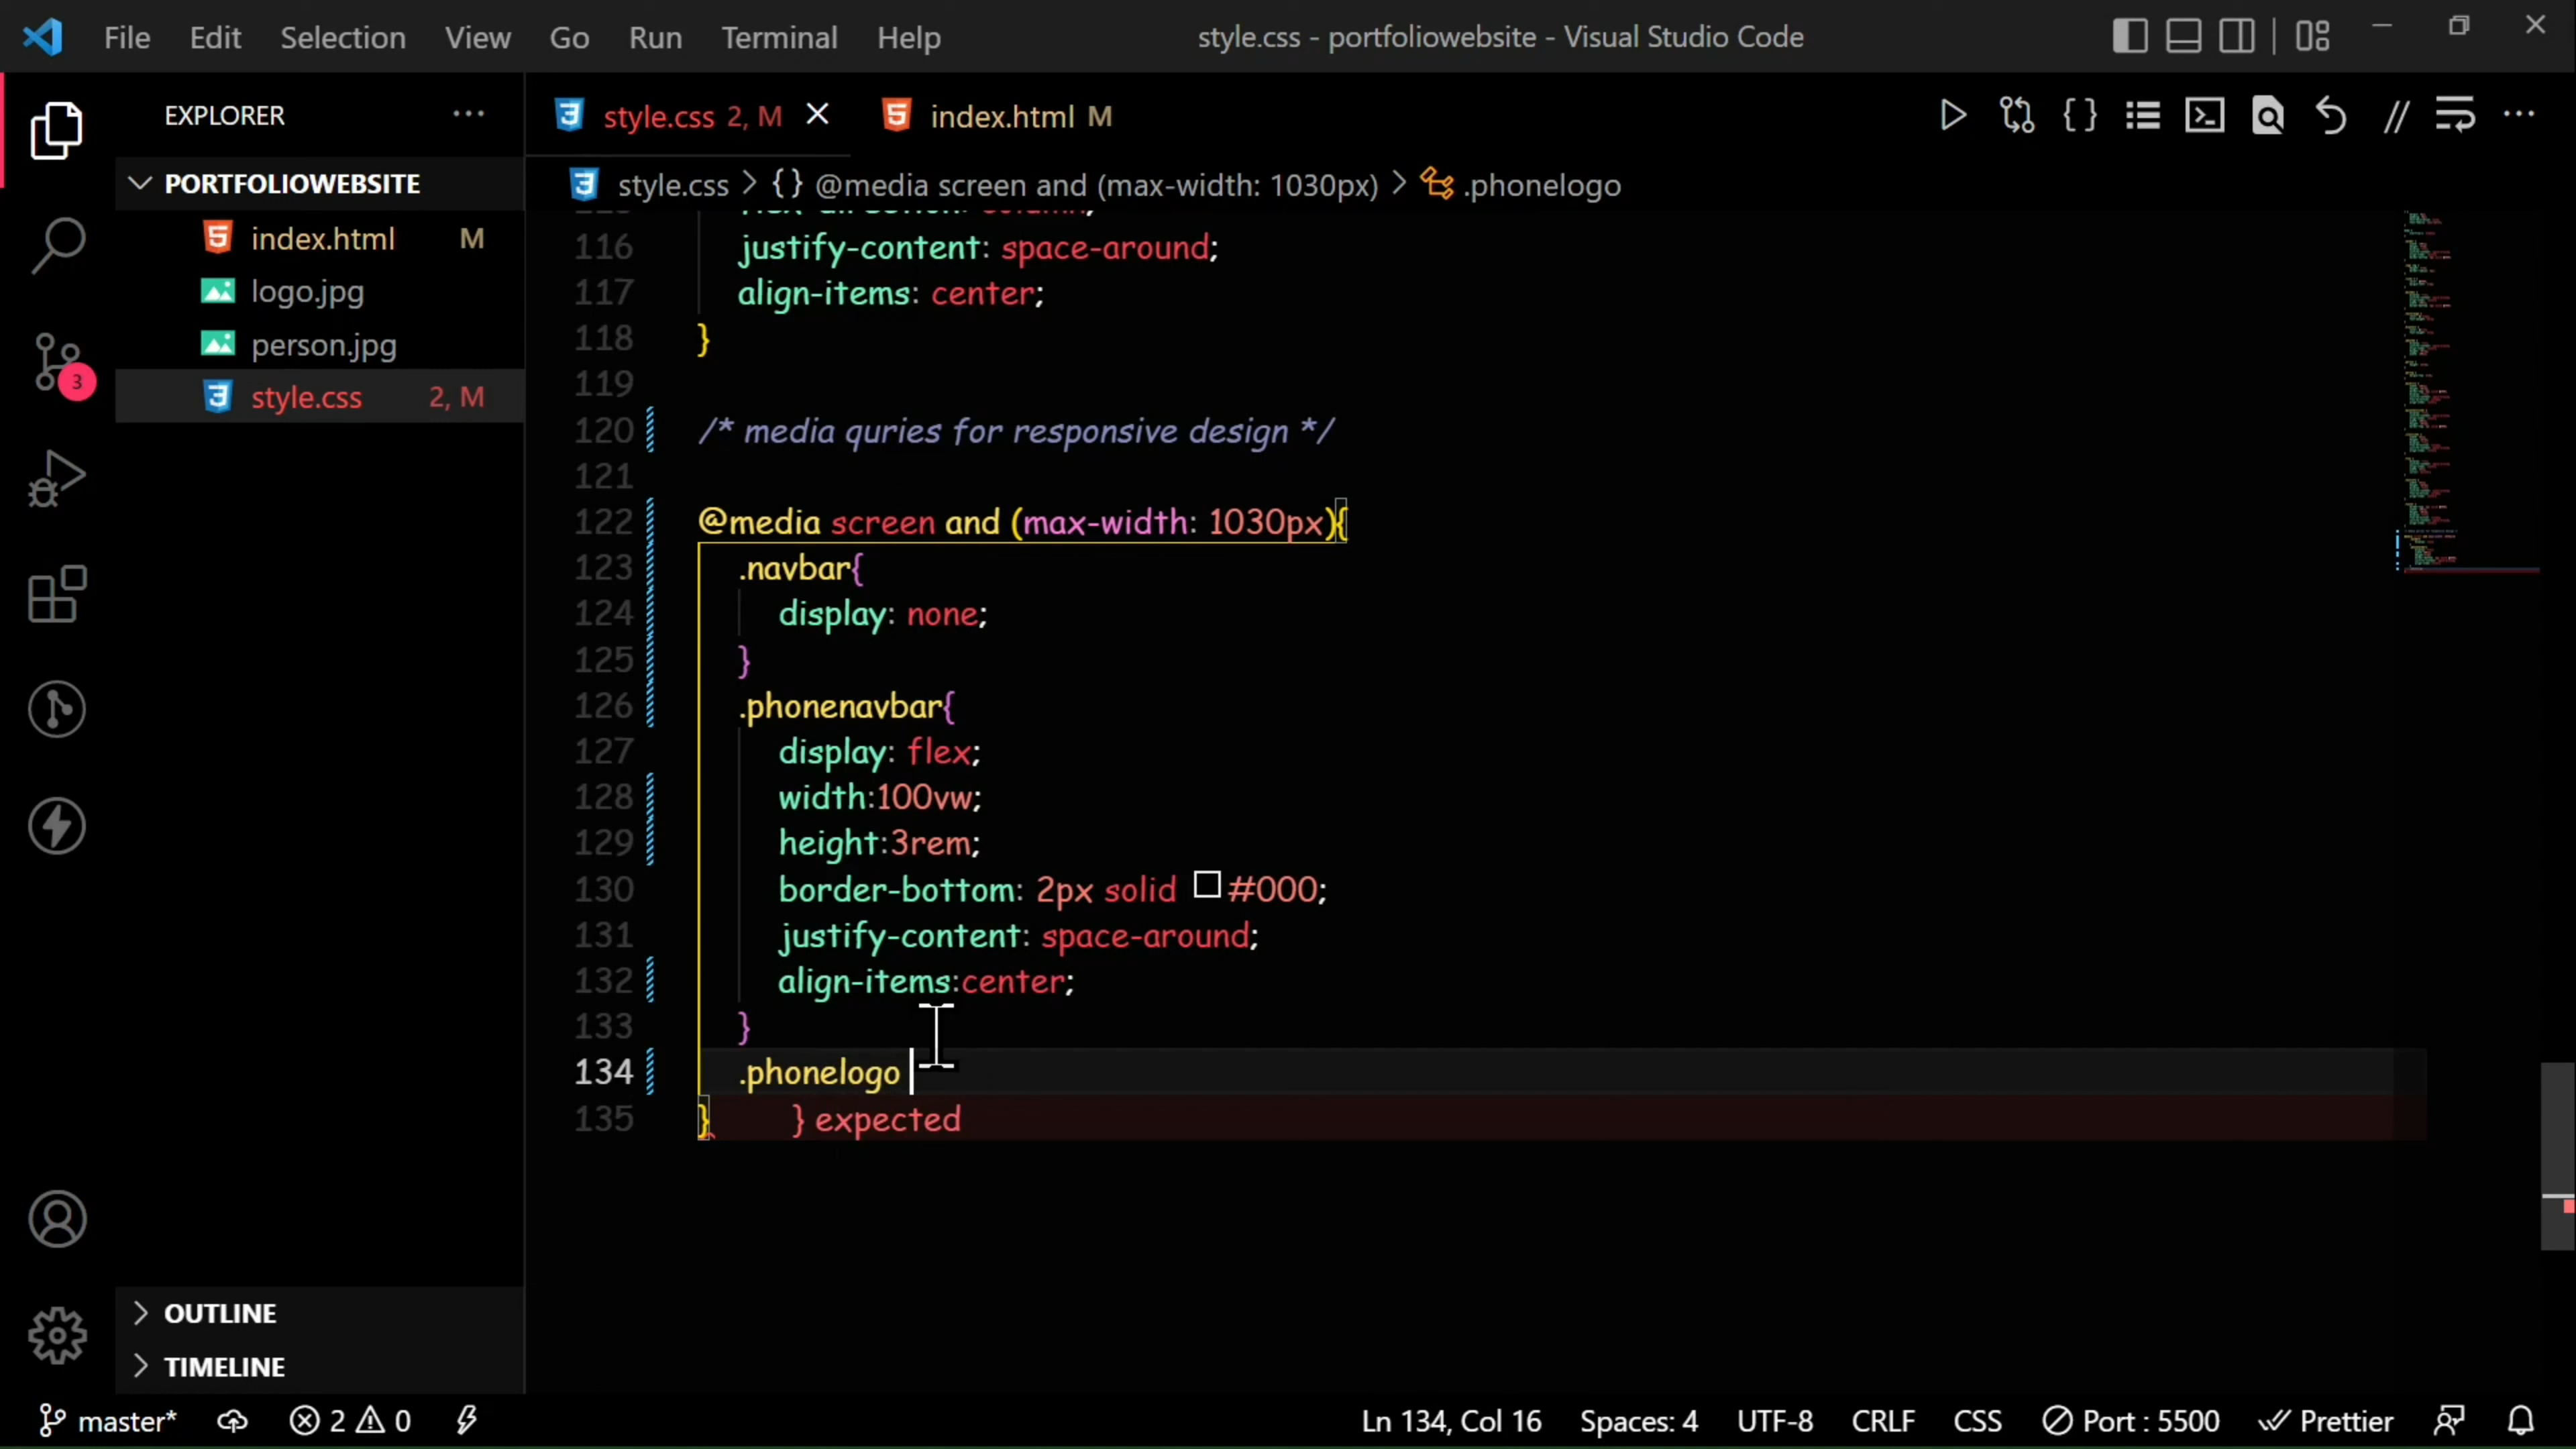 File Edit Selection View Go Run Terminal Help style.css - portfoliowebsite - Visual Studio Code
EXPLORER
PORTFOLIOWEBSITE
index.html M
logo.jpg
person.jpg
style.css 2, M
3
OUTLINE
TIMELINE
style.css 2, M
index.html M
style.css > {} @media screen and (max-width: 1030px) > .phonelogo
116 justify-content: space-around;
117 align-items: center;
118 }
119
120 /* media quries for responsive design */
121
122 @media screen and (max-width: 1030px){
123 .navbar{
124 display: none;
125 }
126 .phonenavbar{
127 display: flex;
128 width:100vw;
129 height:3rem;
130 border-bottom: 2px solid #000;
131 justify-content: space-around;
132 align-items:center;
133 }
134 .phonelogo
135 } } expected
master* 2 0 Ln 134, Col 16 Spaces: 4 UTF-8 CRLF CSS Port : 5500 Prettier